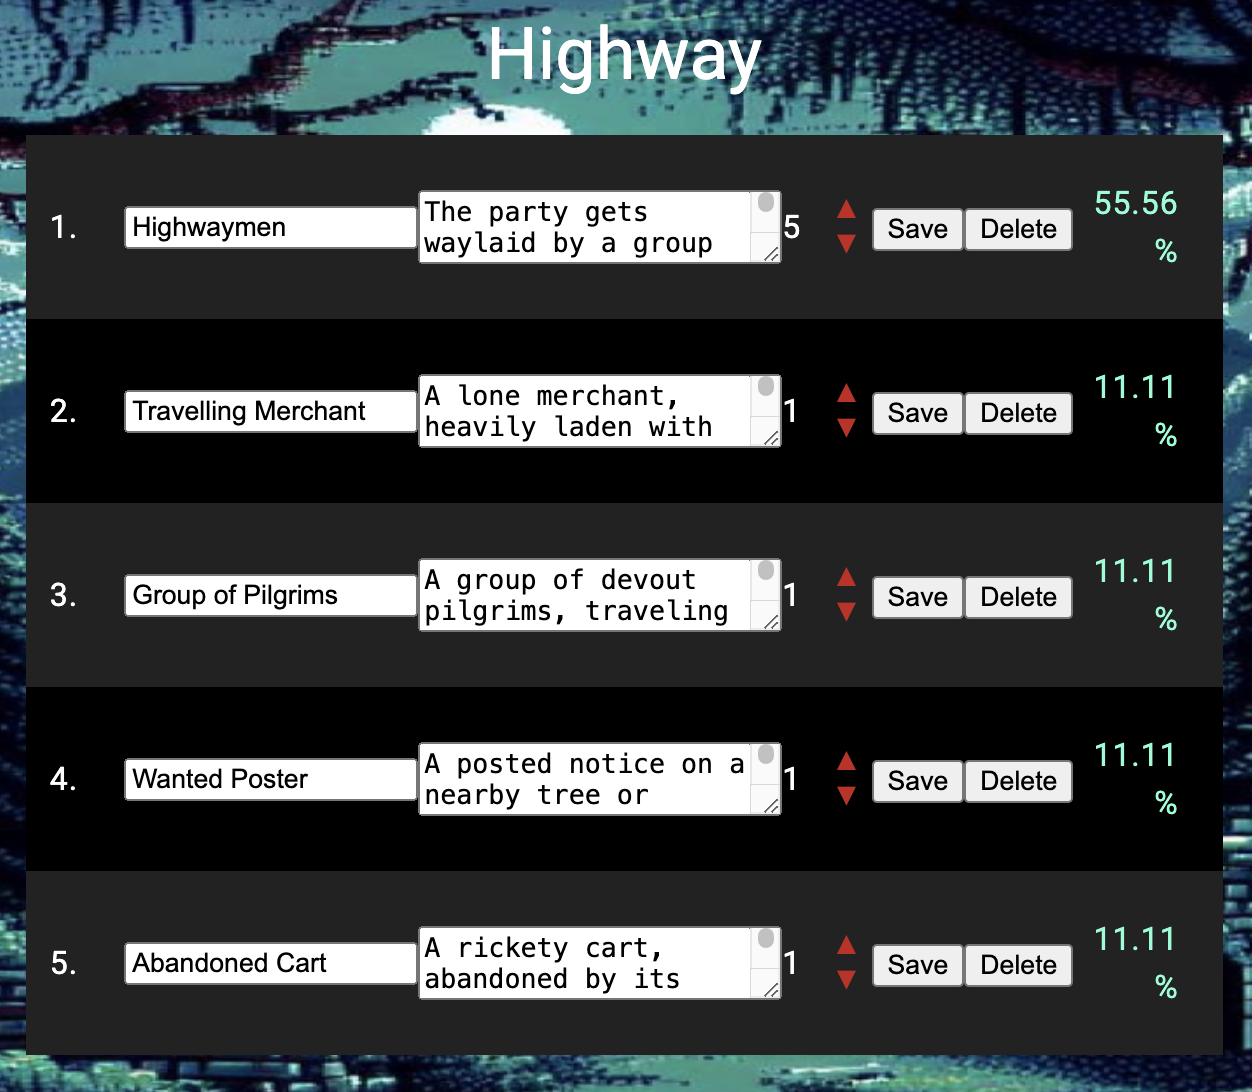 Highway
1. Highwaymen The party gets waylaid by a group 5 ▲ ▼ Save Delete 55.56 %
2. Travelling Merchant A lone merchant, heavily laden with 1 ▲ ▼ Save Delete 11.11 %
3. Group of Pilgrims A group of devout pilgrims, traveling 1 ▲ ▼ Save Delete 11.11 %
4. Wanted Poster A posted notice on a nearby tree or 1 ▲ ▼ Save Delete 11.11 %
5. Abandoned Cart A rickety cart, abandoned by its 1 ▲ ▼ Save Delete 11.11 %